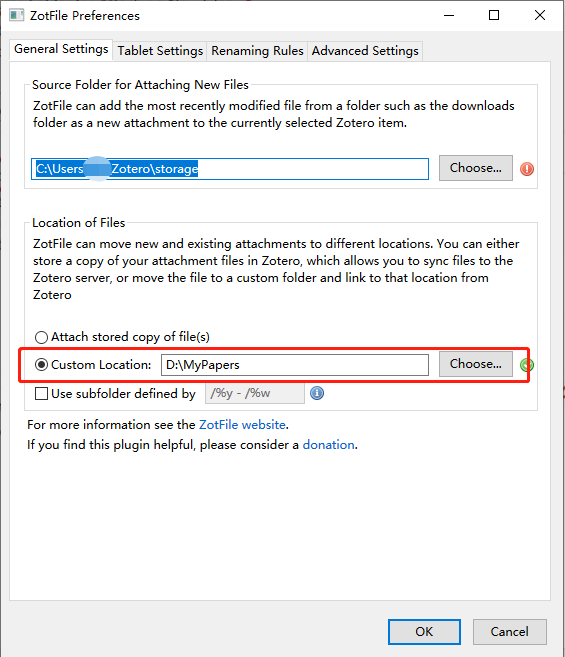 ZotFile Preferences
General Settings Tablet Settings Renaming Rules Advanced Settings
Source Folder for Attaching New Files
ZotFile can add the most recently modified file from a folder such as the downloads
folder as a new attachment to the currently selected Zotero item.
C:\Users Zotero\storage Choose...
Location of Files
ZotFile can move new and existing attachments to different locations. You can either
store a copy of your attachment files in Zotero, which allows you to sync files to the
Zotero server, or move the file to a custom folder and link to that location from
Zotero
Attach stored copy of file(s)
Custom Location: D:\MyPapers Choose...
Use subfolder defined by /%y - /%w
For more information see the ZotFile website.
If you find this plugin helpful, please consider a donation.
OK Cancel